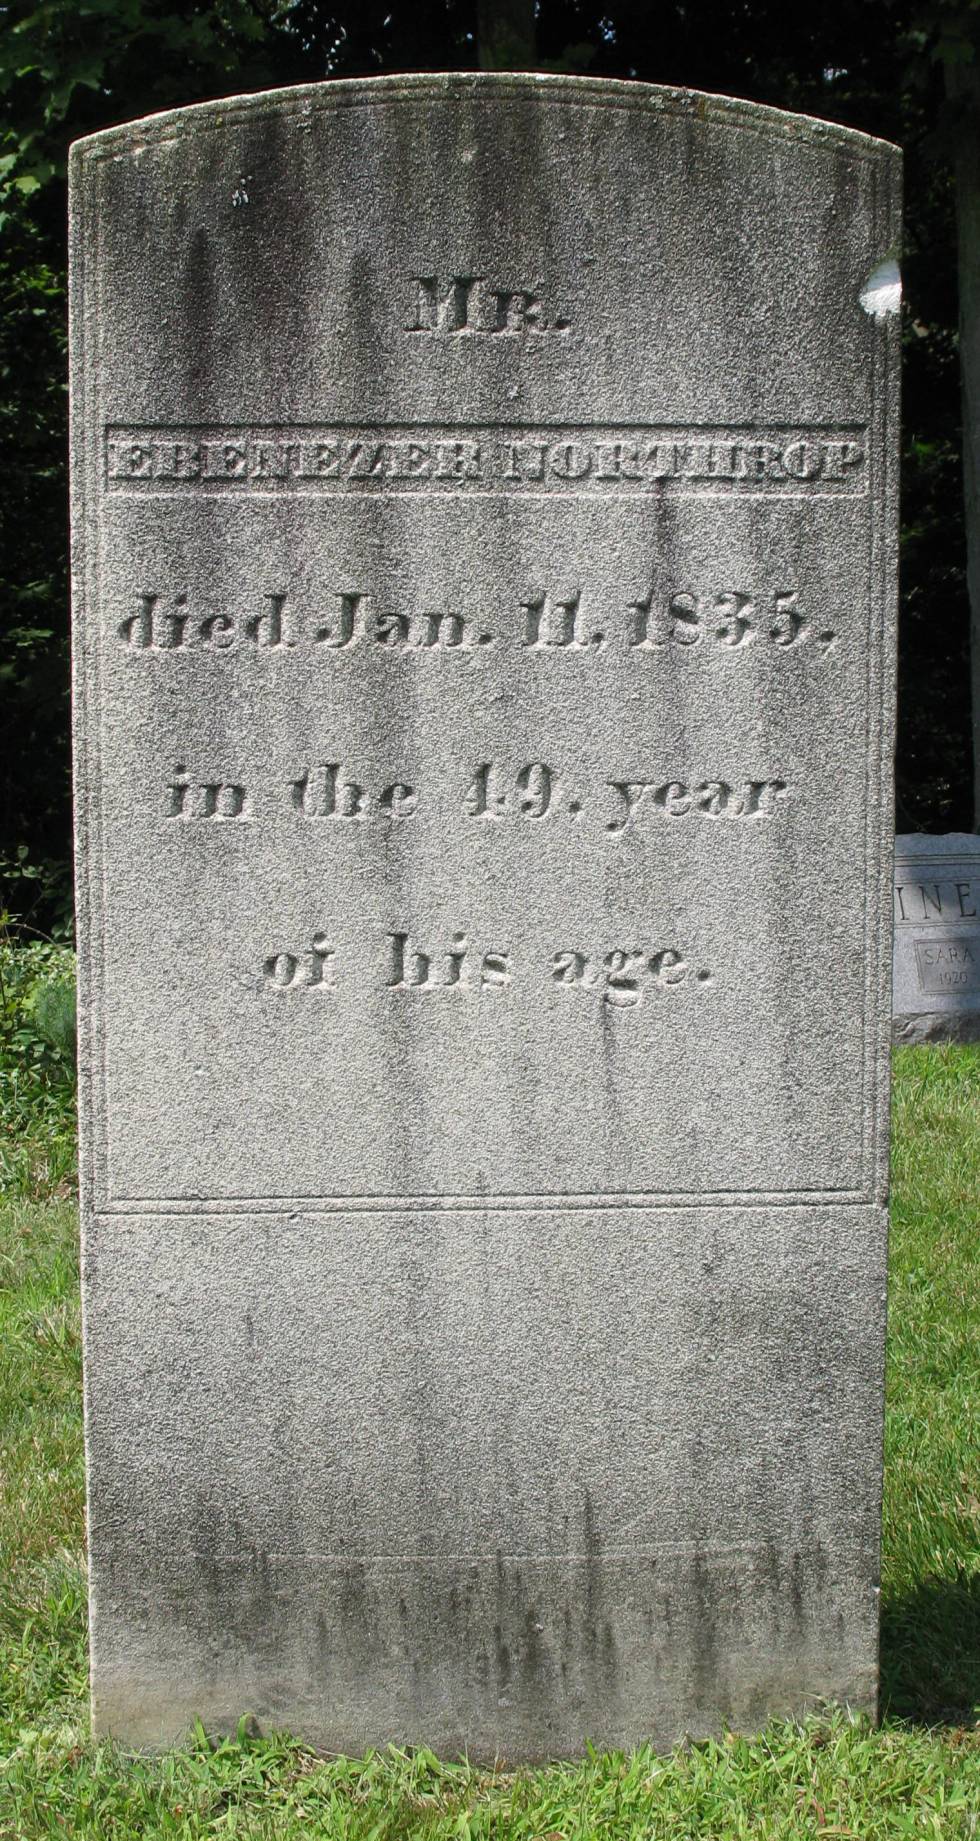 MR.
EBENEZER NORTHROP
died Jan. 11, 1835,
in the 49. year
of his age.
INE
SARA
1920